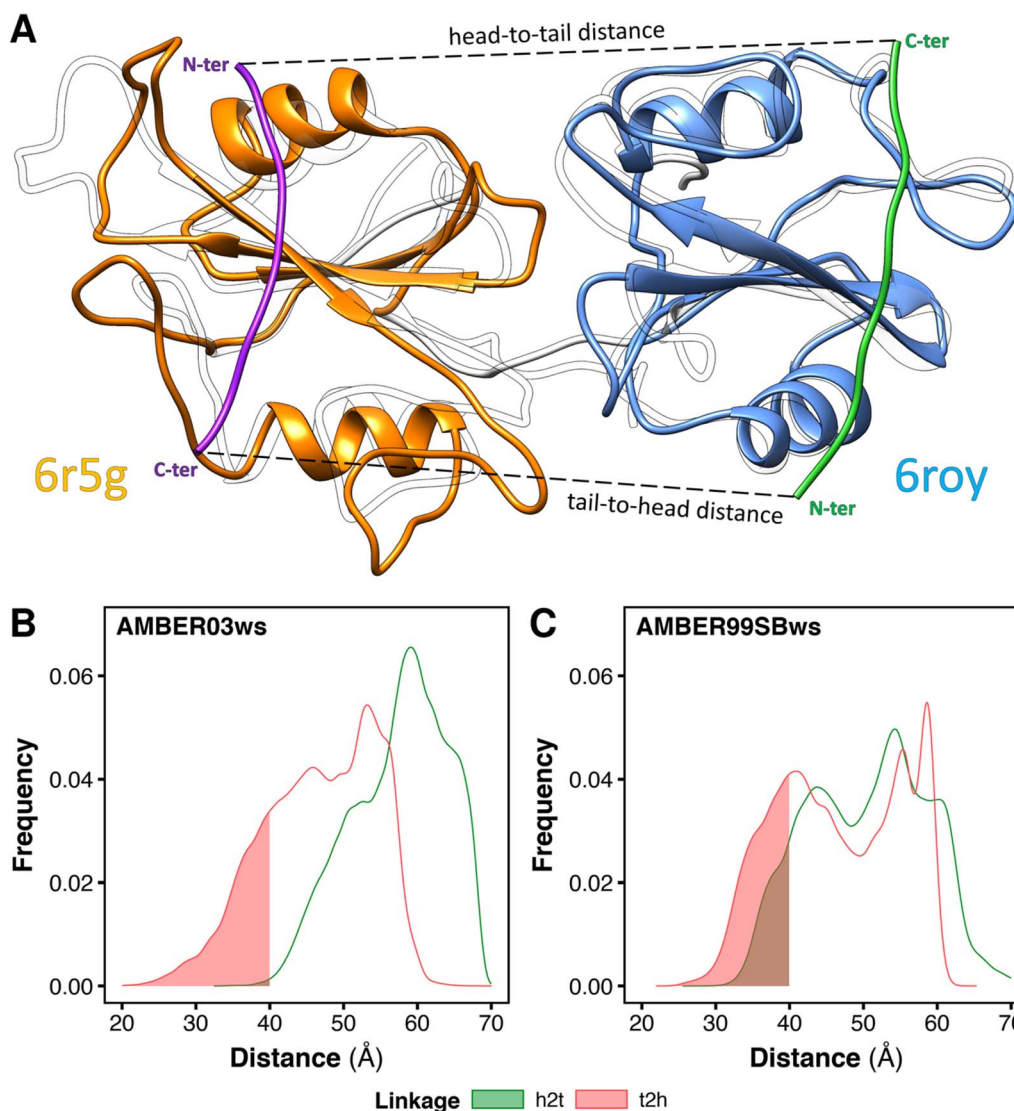 A
head-to-tail distance
N-ter
C-ter
C-ter
N-ter
6r5g
6roy
tail-to-head distance
B
AMBER03ws
Frequency
0.06
0.04
0.02
0.00
20 30 40 50 60 70
Distance (Å)
C
AMBER99SBws
Frequency
0.06
0.04
0.02
0.00
20 30 40 50 60 70
Distance (Å)
Linkage h2t t2h